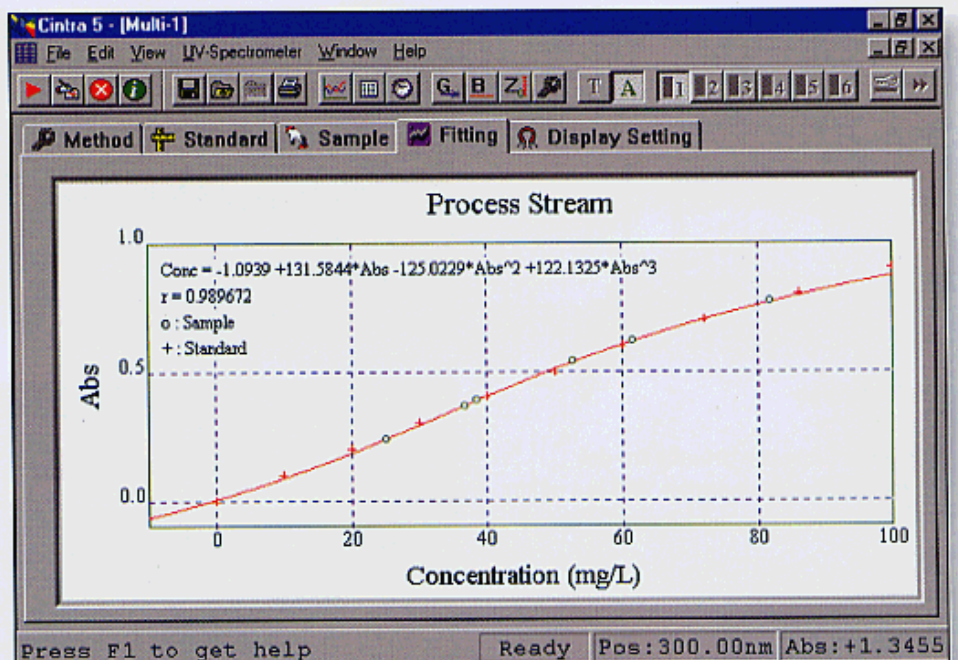 Cintra 5 - [Multi-1]
File Edit View UV-Spectrometer Window Help
G B Z T A 1 2 3 4 5 6
Method Standard Sample Fitting Display Setting
Process Stream
1.0
Conc = -1.0939 +131.5844*Abs -125.0229*Abs^2 +122.1325*Abs^3
r = 0.989672
o : Sample
+ : Standard
0.5
Abs
0.0
0 20 40 60 80 100
Concentration (mg/L)
Press F1 to get help Ready Pos:300.00nm Abs:+1.3455